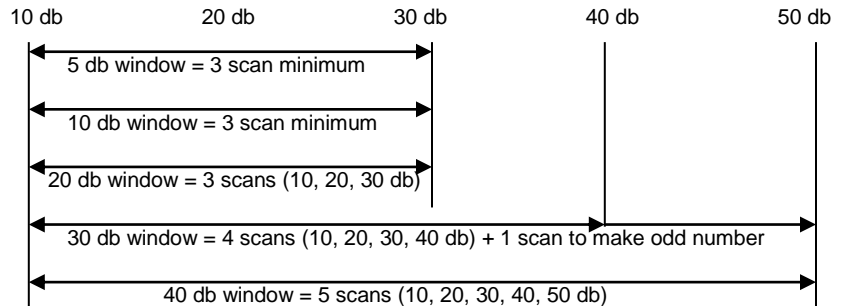 10 db 20 db 30 db 40 db 50 db
5 db window = 3 scan minimum
10 db window = 3 scan minimum
20 db window = 3 scans (10, 20, 30 db)
30 db window = 4 scans (10, 20, 30, 40 db) + 1 scan to make odd number
40 db window = 5 scans (10, 20, 30, 40, 50 db)